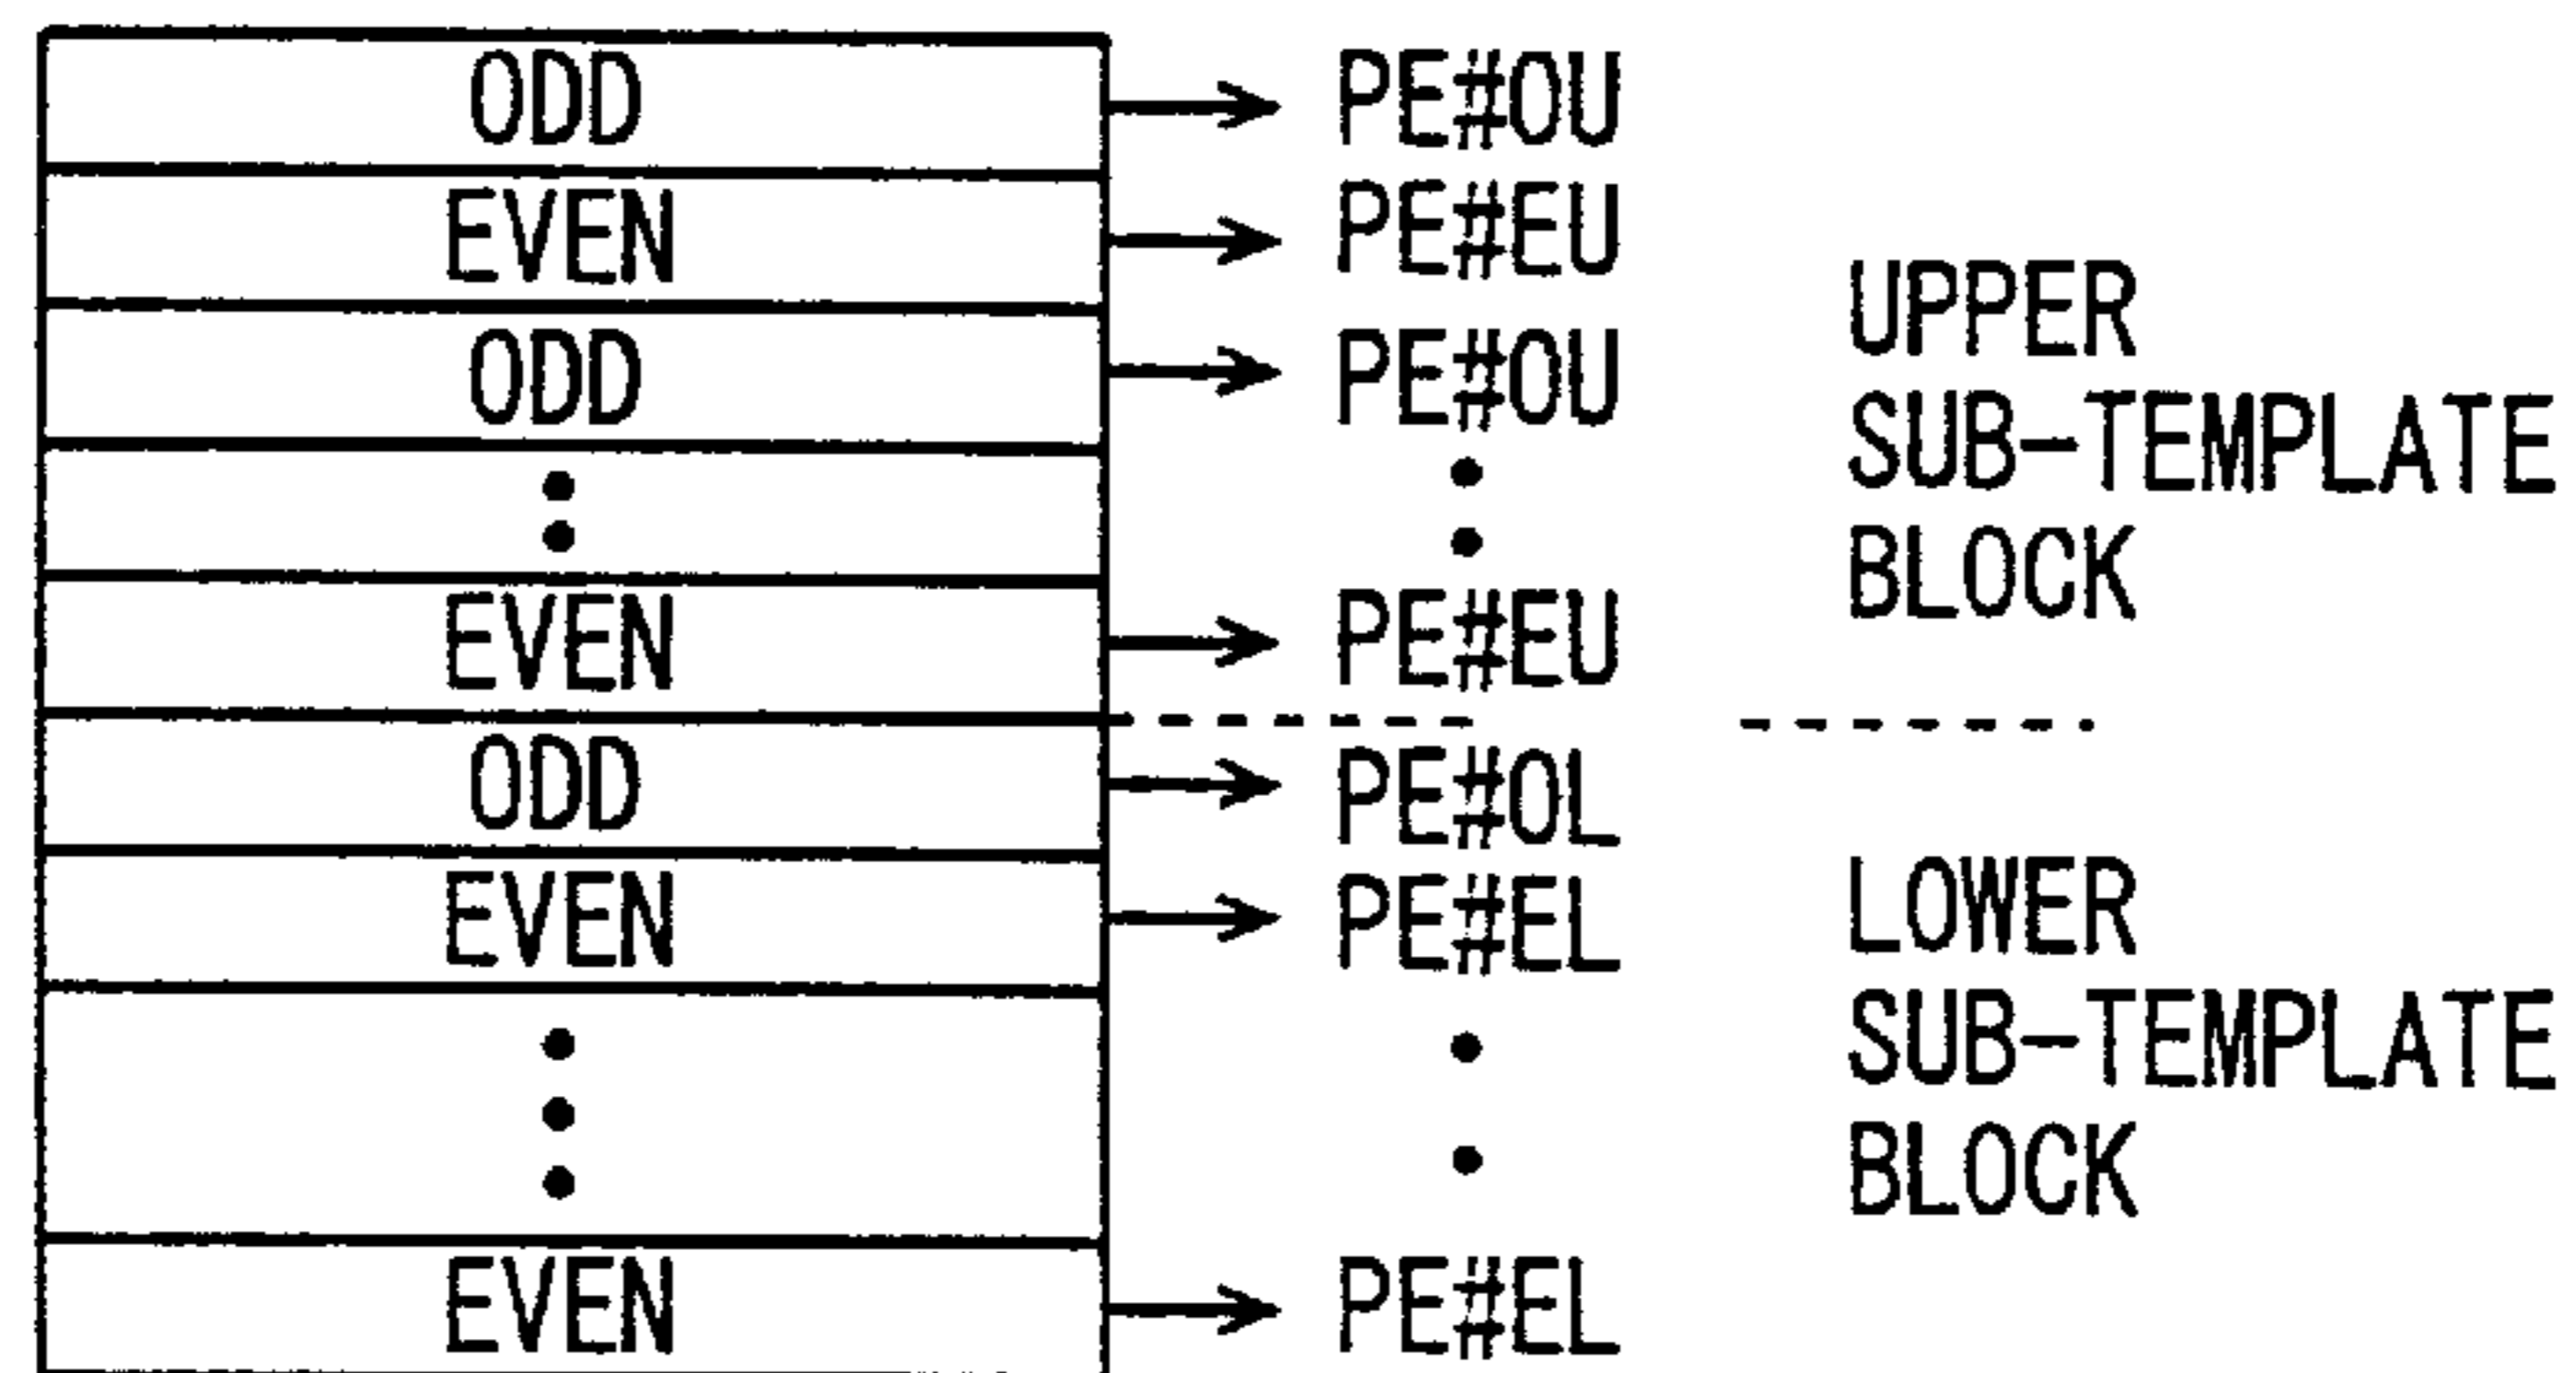 ODD PE#OU
EVEN PE#EU
ODD PE#OU
EVEN PE#EU
UPPER
SUB-TEMPLATE
BLOCK
ODD PE#OL
EVEN PE#EL
EVEN PE#EL
LOWER
SUB-TEMPLATE
BLOCK